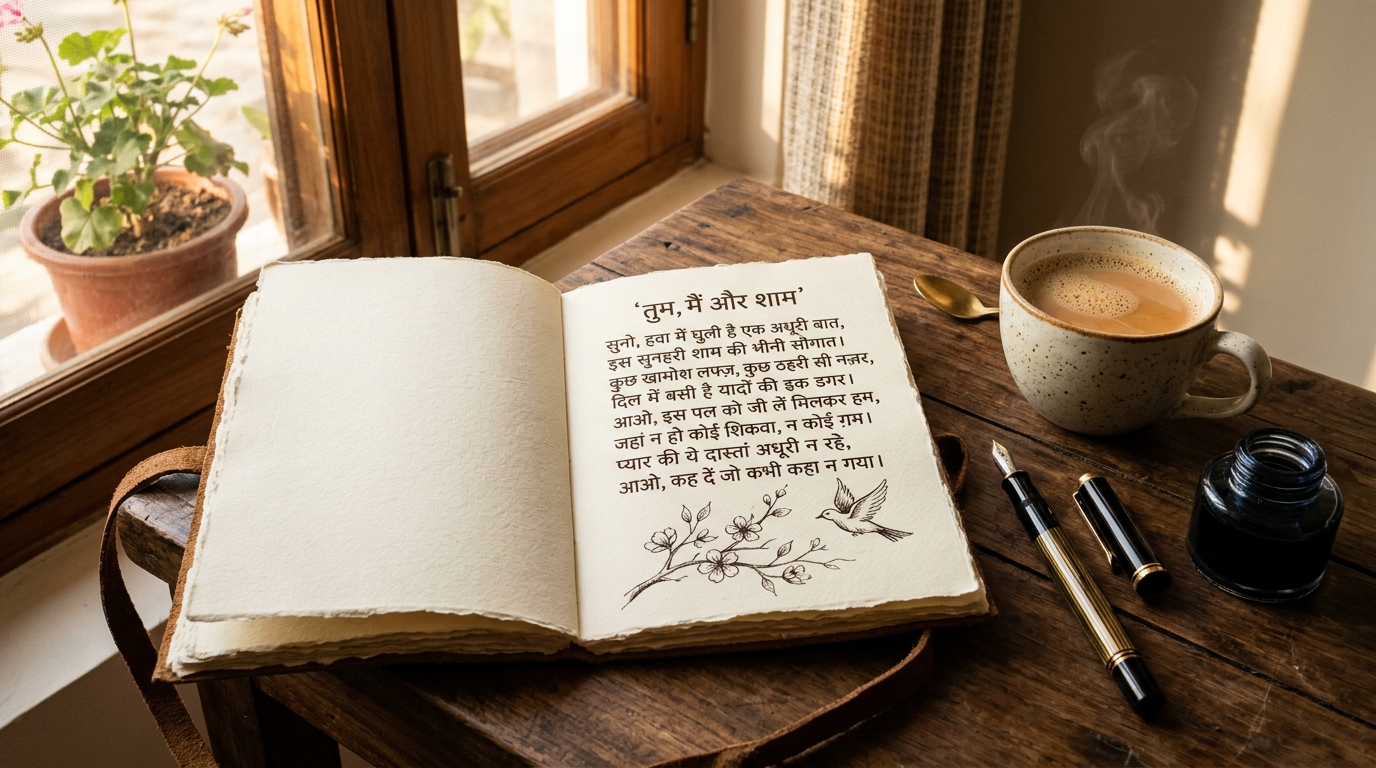 ‘तुम, मैं और शाम’
सुनो, हवा में घुली है एक अधूरी बात,
इस सुनहरी शाम की भीनी सौगात।
कुछ खामोश लफ्ज़, कुछ ठहरी सी नज़र,
दिल में बसी है यादों की इक डगर।
आओ, इस पल को जी लें मिलकर हम,
जहां न हो कोई शिकवा, न कोई ग़म।
प्यार की ये दास्तां अधूरी न रहे,
आओ, कह दें जो कभी कहा न गया।